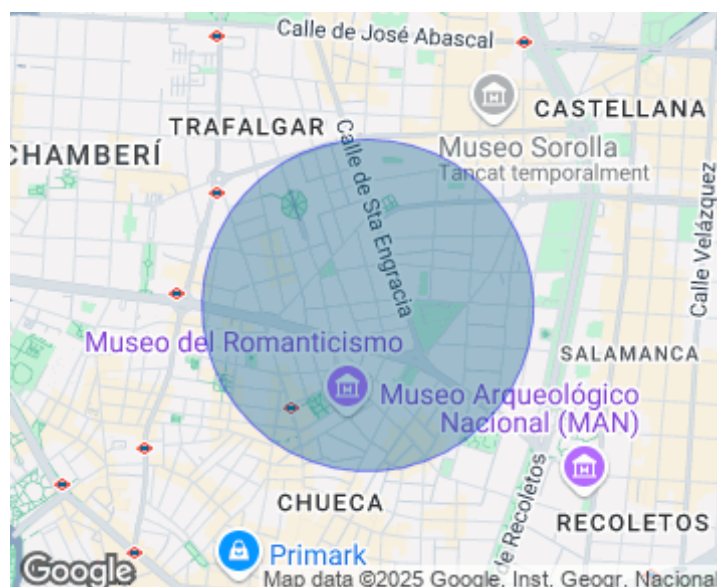 Calle de José Abascal
CASTELLANA
TRAFALGAR
Museo Sorolla
Tancat temporalment
CHAMBERÍ
Calle de Sta Engracia
Calle Velázquez
Museo del Romanticismo
SALAMANCA
Museo Arqueológico
Nacional (MAN)
CHUECA
de Recoletos
RECOLETOS
Primark
Google
Map data ©2025 Google, Inst. Geogr. Nacional